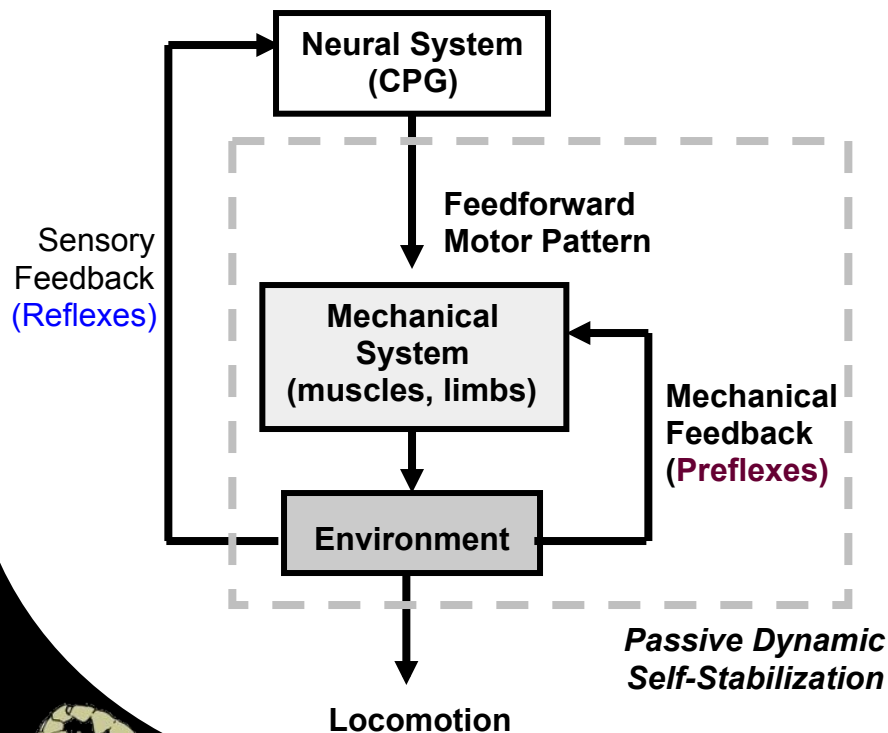 Neural System
(CPG)
Feedforward
Motor Pattern
Sensory
Feedback
(Reflexes)
Mechanical
System
(muscles, limbs)
Mechanical
Feedback
(Preflexes)
Environment
Passive Dynamic
Self-Stabilization
Locomotion